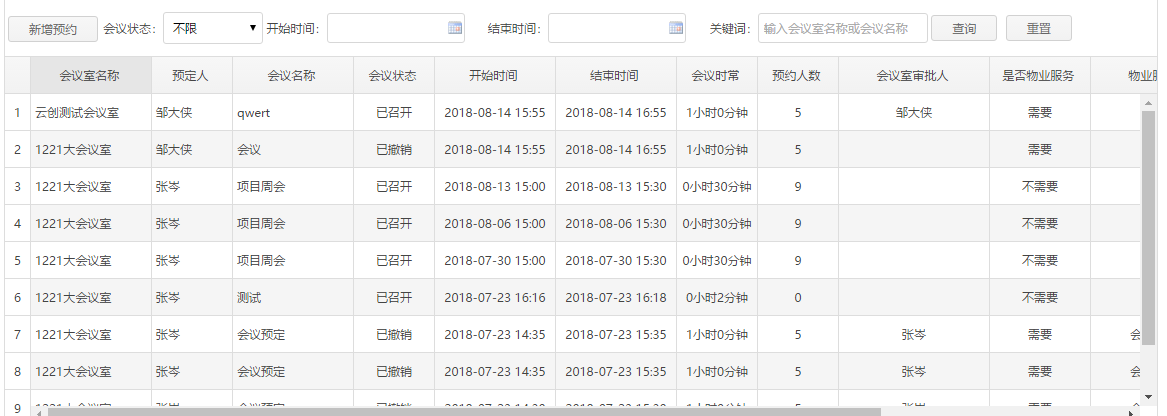 新增预约 会议状态： 不限 开始时间： 结束时间： 关键词： 输入会议室名称或会议名称 查询 重置
会议室名称 预定人 会议名称 会议状态 开始时间 结束时间 会议时常 预约人数 会议室审批人 是否物业服务 物业
1 云创测试会议室 邹大侠 qwert 已召开 2018-08-14 15:55 2018-08-14 16:55 1小时0分钟 5 邹大侠 需要
2 1221大会议室 邹大侠 会议 已撤销 2018-08-14 15:55 2018-08-14 16:55 1小时0分钟 5 需要
3 1221大会议室 张岑 项目周会 已召开 2018-08-13 15:00 2018-08-13 15:30 0小时30分钟 9 不需要
4 1221大会议室 张岑 项目周会 已召开 2018-08-06 15:00 2018-08-06 15:30 0小时30分钟 9 不需要
5 1221大会议室 张岑 项目周会 已召开 2018-07-30 15:00 2018-07-30 15:30 0小时30分钟 9 不需要
6 1221大会议室 张岑 测试 已召开 2018-07-23 16:16 2018-07-23 16:18 0小时2分钟 0 不需要
7 1221大会议室 张岑 会议预定 已撤销 2018-07-23 14:35 2018-07-23 15:35 1小时0分钟 5 张岑 需要 会
8 1221大会议室 张岑 会议预定 已撤销 2018-07-23 14:35 2018-07-23 15:35 1小时0分钟 5 张岑 需要 会
9